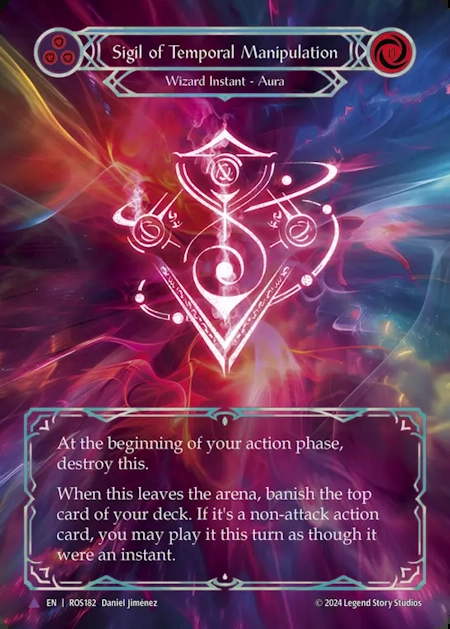 Sigil of Temporal Manipulation
0
Wizard Instant - Aura
At the beginning of your action phase,
destroy this.
When this leaves the arena, banish the top
card of your deck. If it's a non-attack action
card, you may play it this turn as though it
were an instant.
EN | ROS182 Daniel Jiménez
© 2024 Legend Story Studios